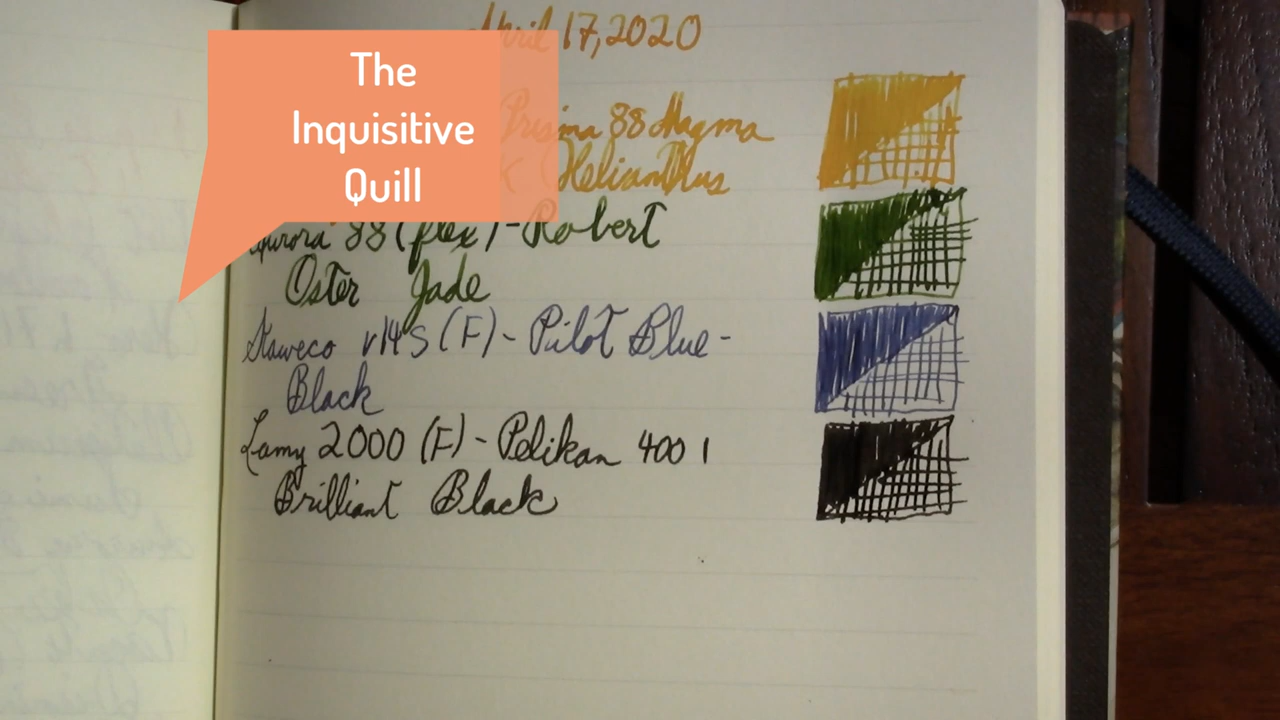 The
Inquisitive
Quill
April 17, 2020
Prisma 88 Magma
Helianthus
Aurora 88 (flex) - Robert
Oster Jade
Kaweco v14s (F) - Pilot Blue-
Black
Lamy 2000 (F) - Pelikan 4001
Brilliant Black